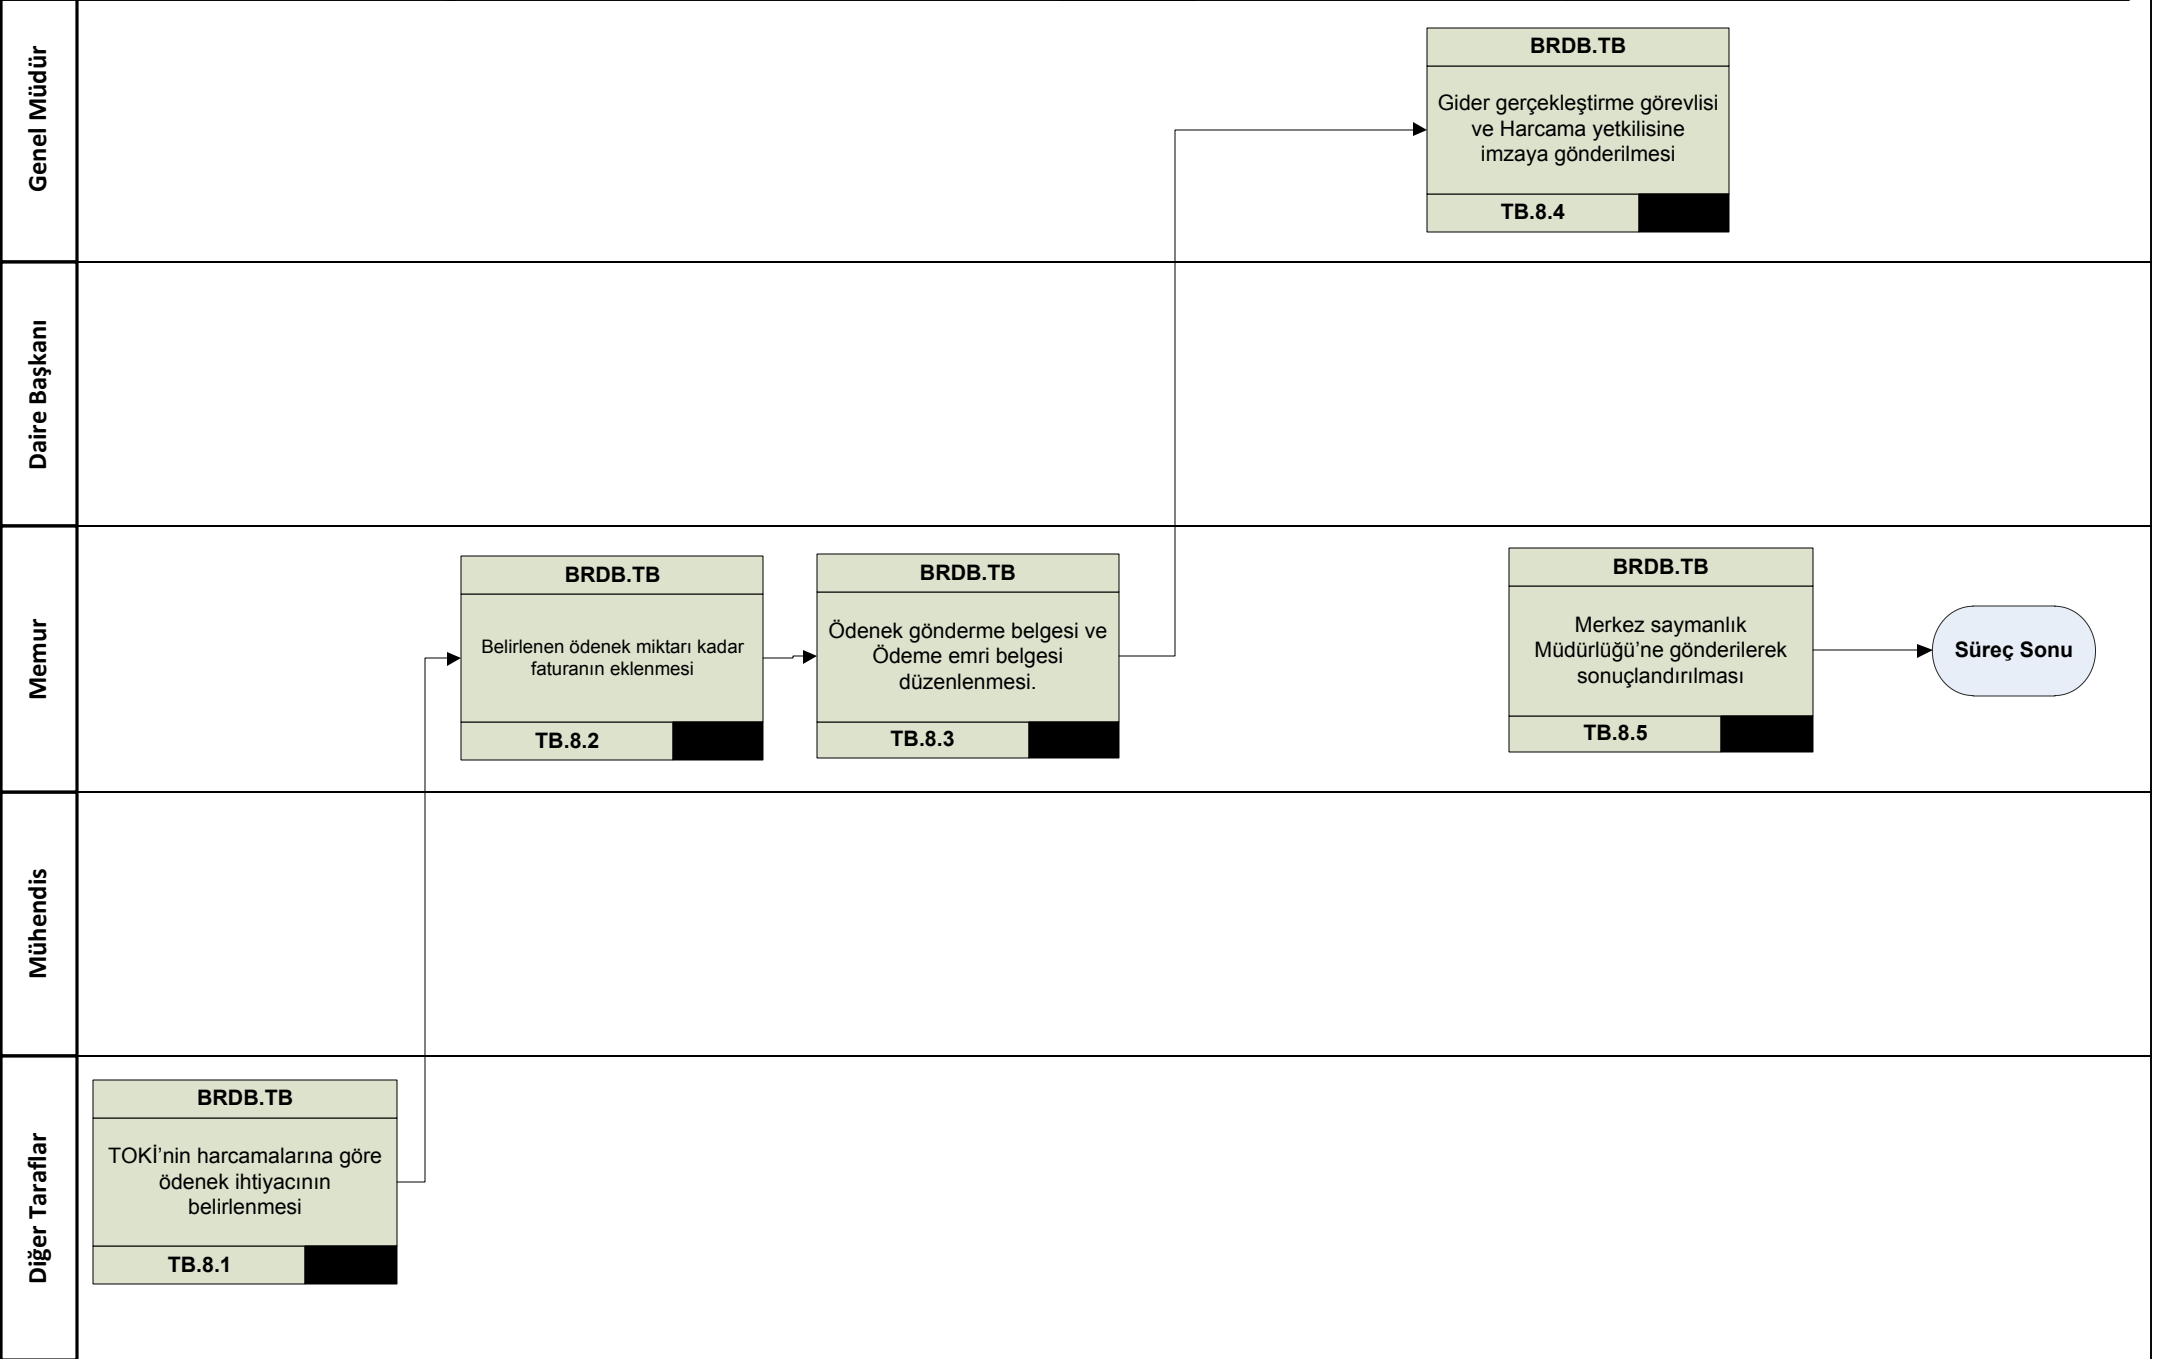 Genel Müdür
BRDB.TB
Gider gerçekleştirme görevlisi
ve Harcama yetkilisine
imzaya gönderilmesi
TB.8.4
Daire Başkanı
Memur
BRDB.TB
Belirlenen ödenek miktarı kadar
faturanın eklenmesi
TB.8.2
BRDB.TB
Ödenek gönderme belgesi ve
Ödeme emri belgesi
düzenlenmesi.
TB.8.3
BRDB.TB
Merkez saymanlık
Müdürlüğü’ne gönderilerek
sonuçlandırılması
TB.8.5
Süreç Sonu
Mühendis
Diğer Taraflar
BRDB.TB
TOKİ’nin harcamalarına göre
ödenek ihtiyacının
belirlenmesi
TB.8.1